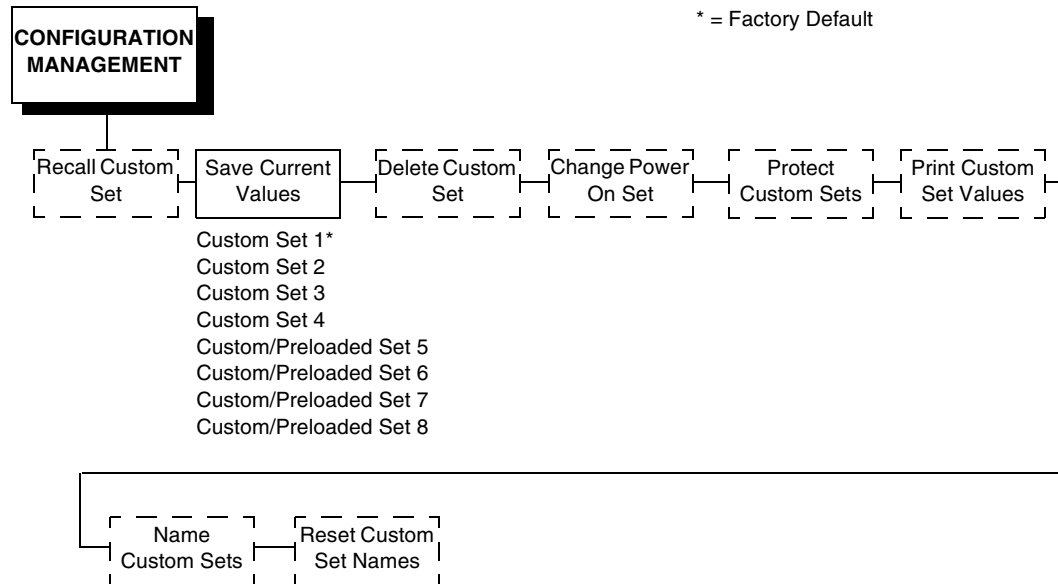 * = Factory Default
CONFIGURATION
MANAGEMENT
Recall Custom
Set
Save Current
Values
Delete Custom
Set
Change Power
On Set
Protect
Custom Sets
Print Custom
Set Values
Custom Set 1*
Custom Set 2
Custom Set 3
Custom Set 4
Custom/Preloaded Set 5
Custom/Preloaded Set 6
Custom/Preloaded Set 7
Custom/Preloaded Set 8
Name
Custom Sets
Reset Custom
Set Names